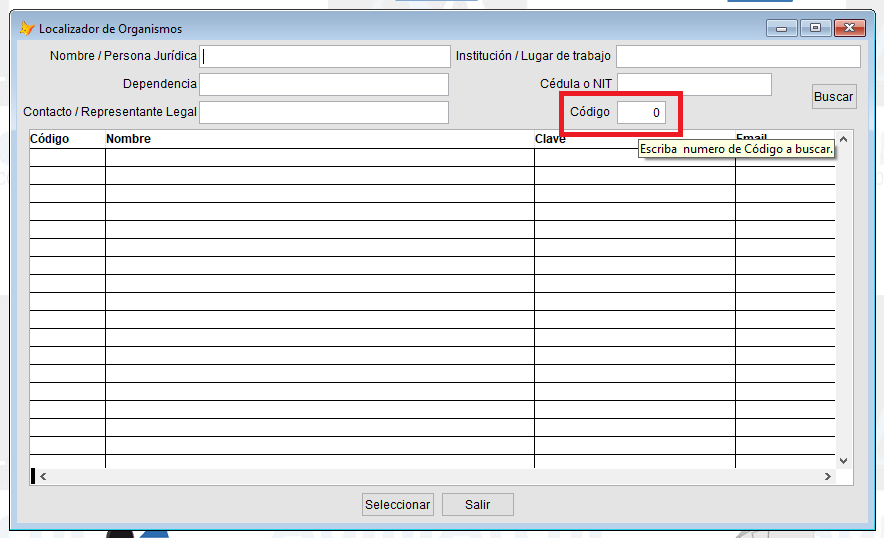 Localizador de Organismos
Nombre / Persona Jurídica
Institución / Lugar de trabajo
Dependencia
Cédula o NIT
Buscar
Contacto / Representante Legal
Código 0
Código Nombre Clave Email
Escriba numero de Código a buscar.
Seleccionar Salir